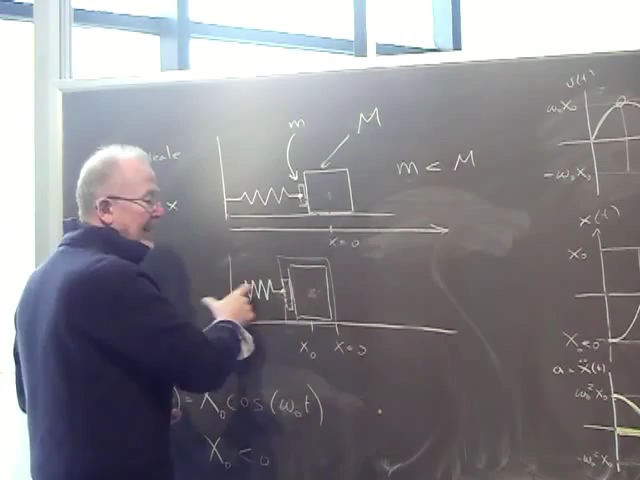 m
M
m < M
x
x = 0
x₀ x = 0
) = X₀ cos(ω₀t)
X₀ < 0
v(t)
ω₀X₀
-ω₀X₀
x(t)
X₀
X₀<0
a = ẍ(t)
ω₀²X₀
-ω₀²X₀